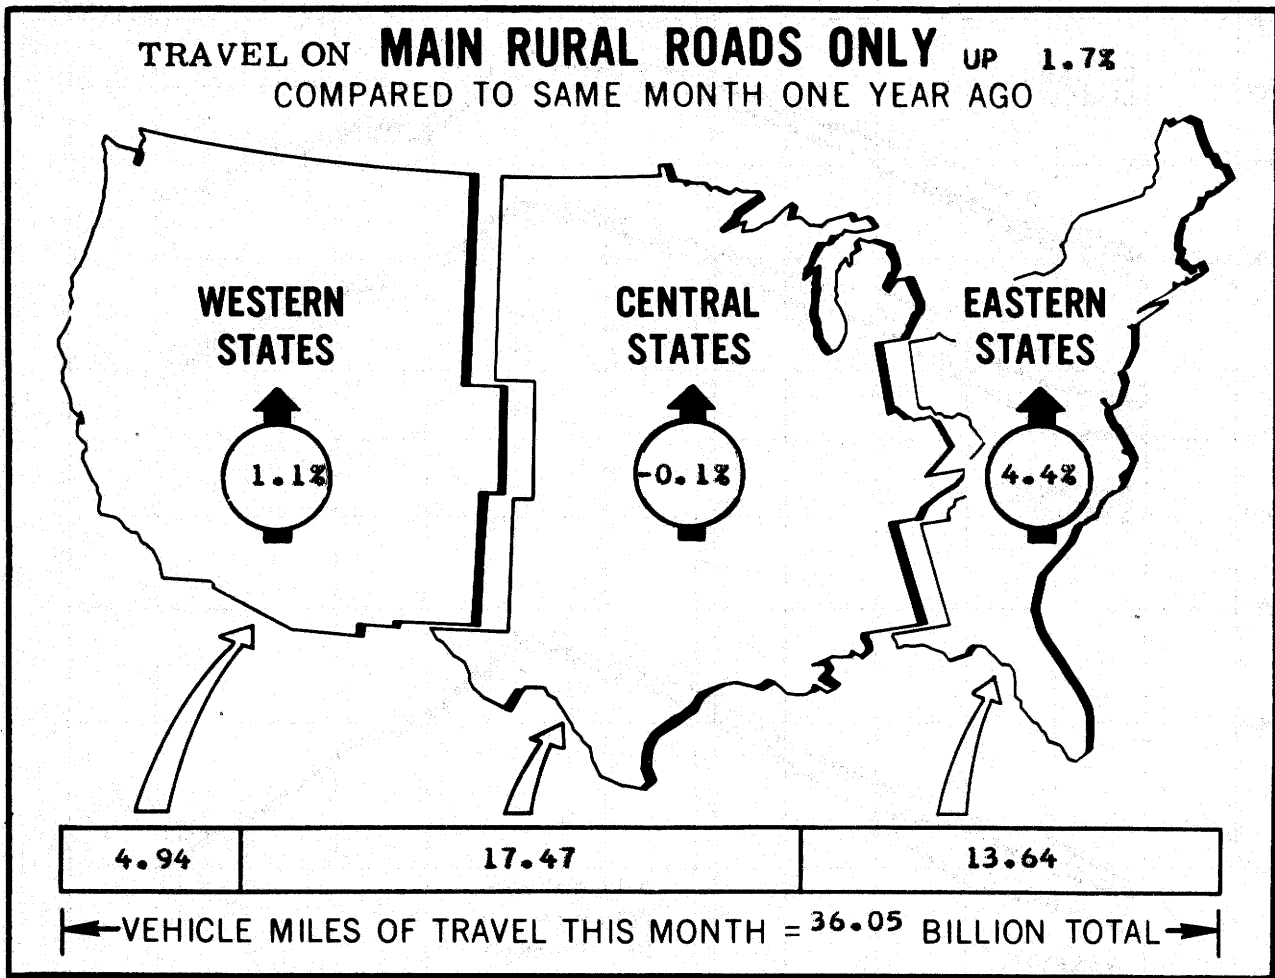 TRAVEL ON MAIN RURAL ROADS ONLY UP 1.7%
COMPARED TO SAME MONTH ONE YEAR AGO
WESTERN
STATES
1.1%
CENTRAL
STATES
-0.1%
EASTERN
STATES
4.4%
4.94
17.47
13.64
VEHICLE MILES OF TRAVEL THIS MONTH = 36.05 BILLION TOTAL